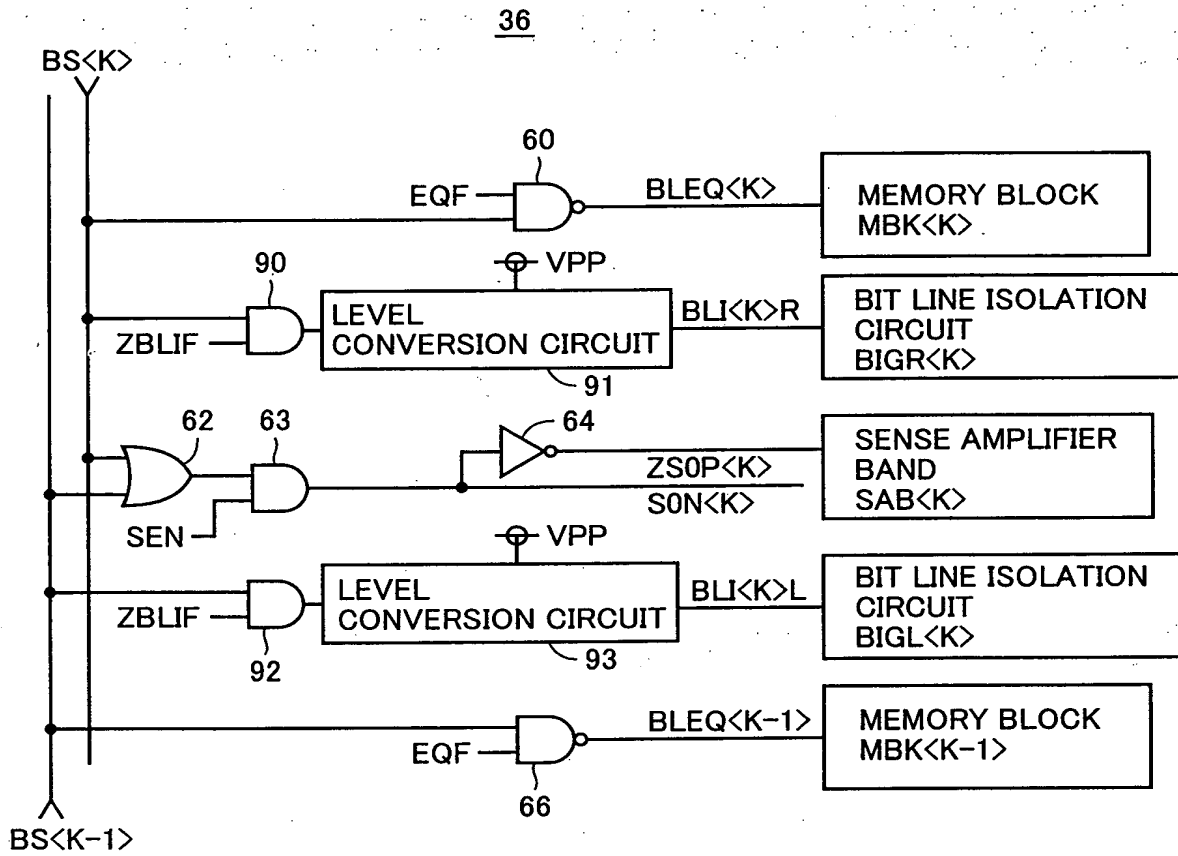 36
BS<K>
60
EQF
BLEQ<K>
MEMORY BLOCK
MBK<K>
90
VPP
ZBLIF
LEVEL
CONVERSION CIRCUIT
91
BLI<K>R
BIT LINE ISOLATION
CIRCUIT
BIGR<K>
62
63
64
SEN
ZSOP<K>
SON<K>
SENSE AMPLIFIER
BAND
SAB<K>
VPP
ZBLIF
92
LEVEL
CONVERSION CIRCUIT
93
BLI<K>L
BIT LINE ISOLATION
CIRCUIT
BIGL<K>
BLEQ<K-1>
EQF
66
MEMORY BLOCK
MBK<K-1>
BS<K-1>